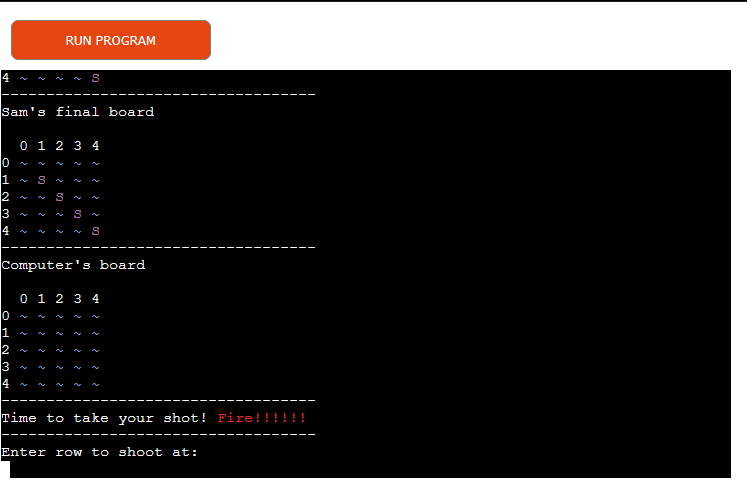 RUN PROGRAM
4 ~ ~ ~ ~ S
-----------------------------------
Sam's final board
  0 1 2 3 4
0 ~ ~ ~ ~ ~
1 ~ S ~ ~ ~
2 ~ ~ S ~ ~
3 ~ ~ ~ S ~
4 ~ ~ ~ ~ S
-----------------------------------
Computer's board
  0 1 2 3 4
0 ~ ~ ~ ~ ~
1 ~ ~ ~ ~ ~
2 ~ ~ ~ ~ ~
3 ~ ~ ~ ~ ~
4 ~ ~ ~ ~ ~
-----------------------------------
Time to take your shot! Fire!!!!!!
-----------------------------------
Enter row to shoot at: